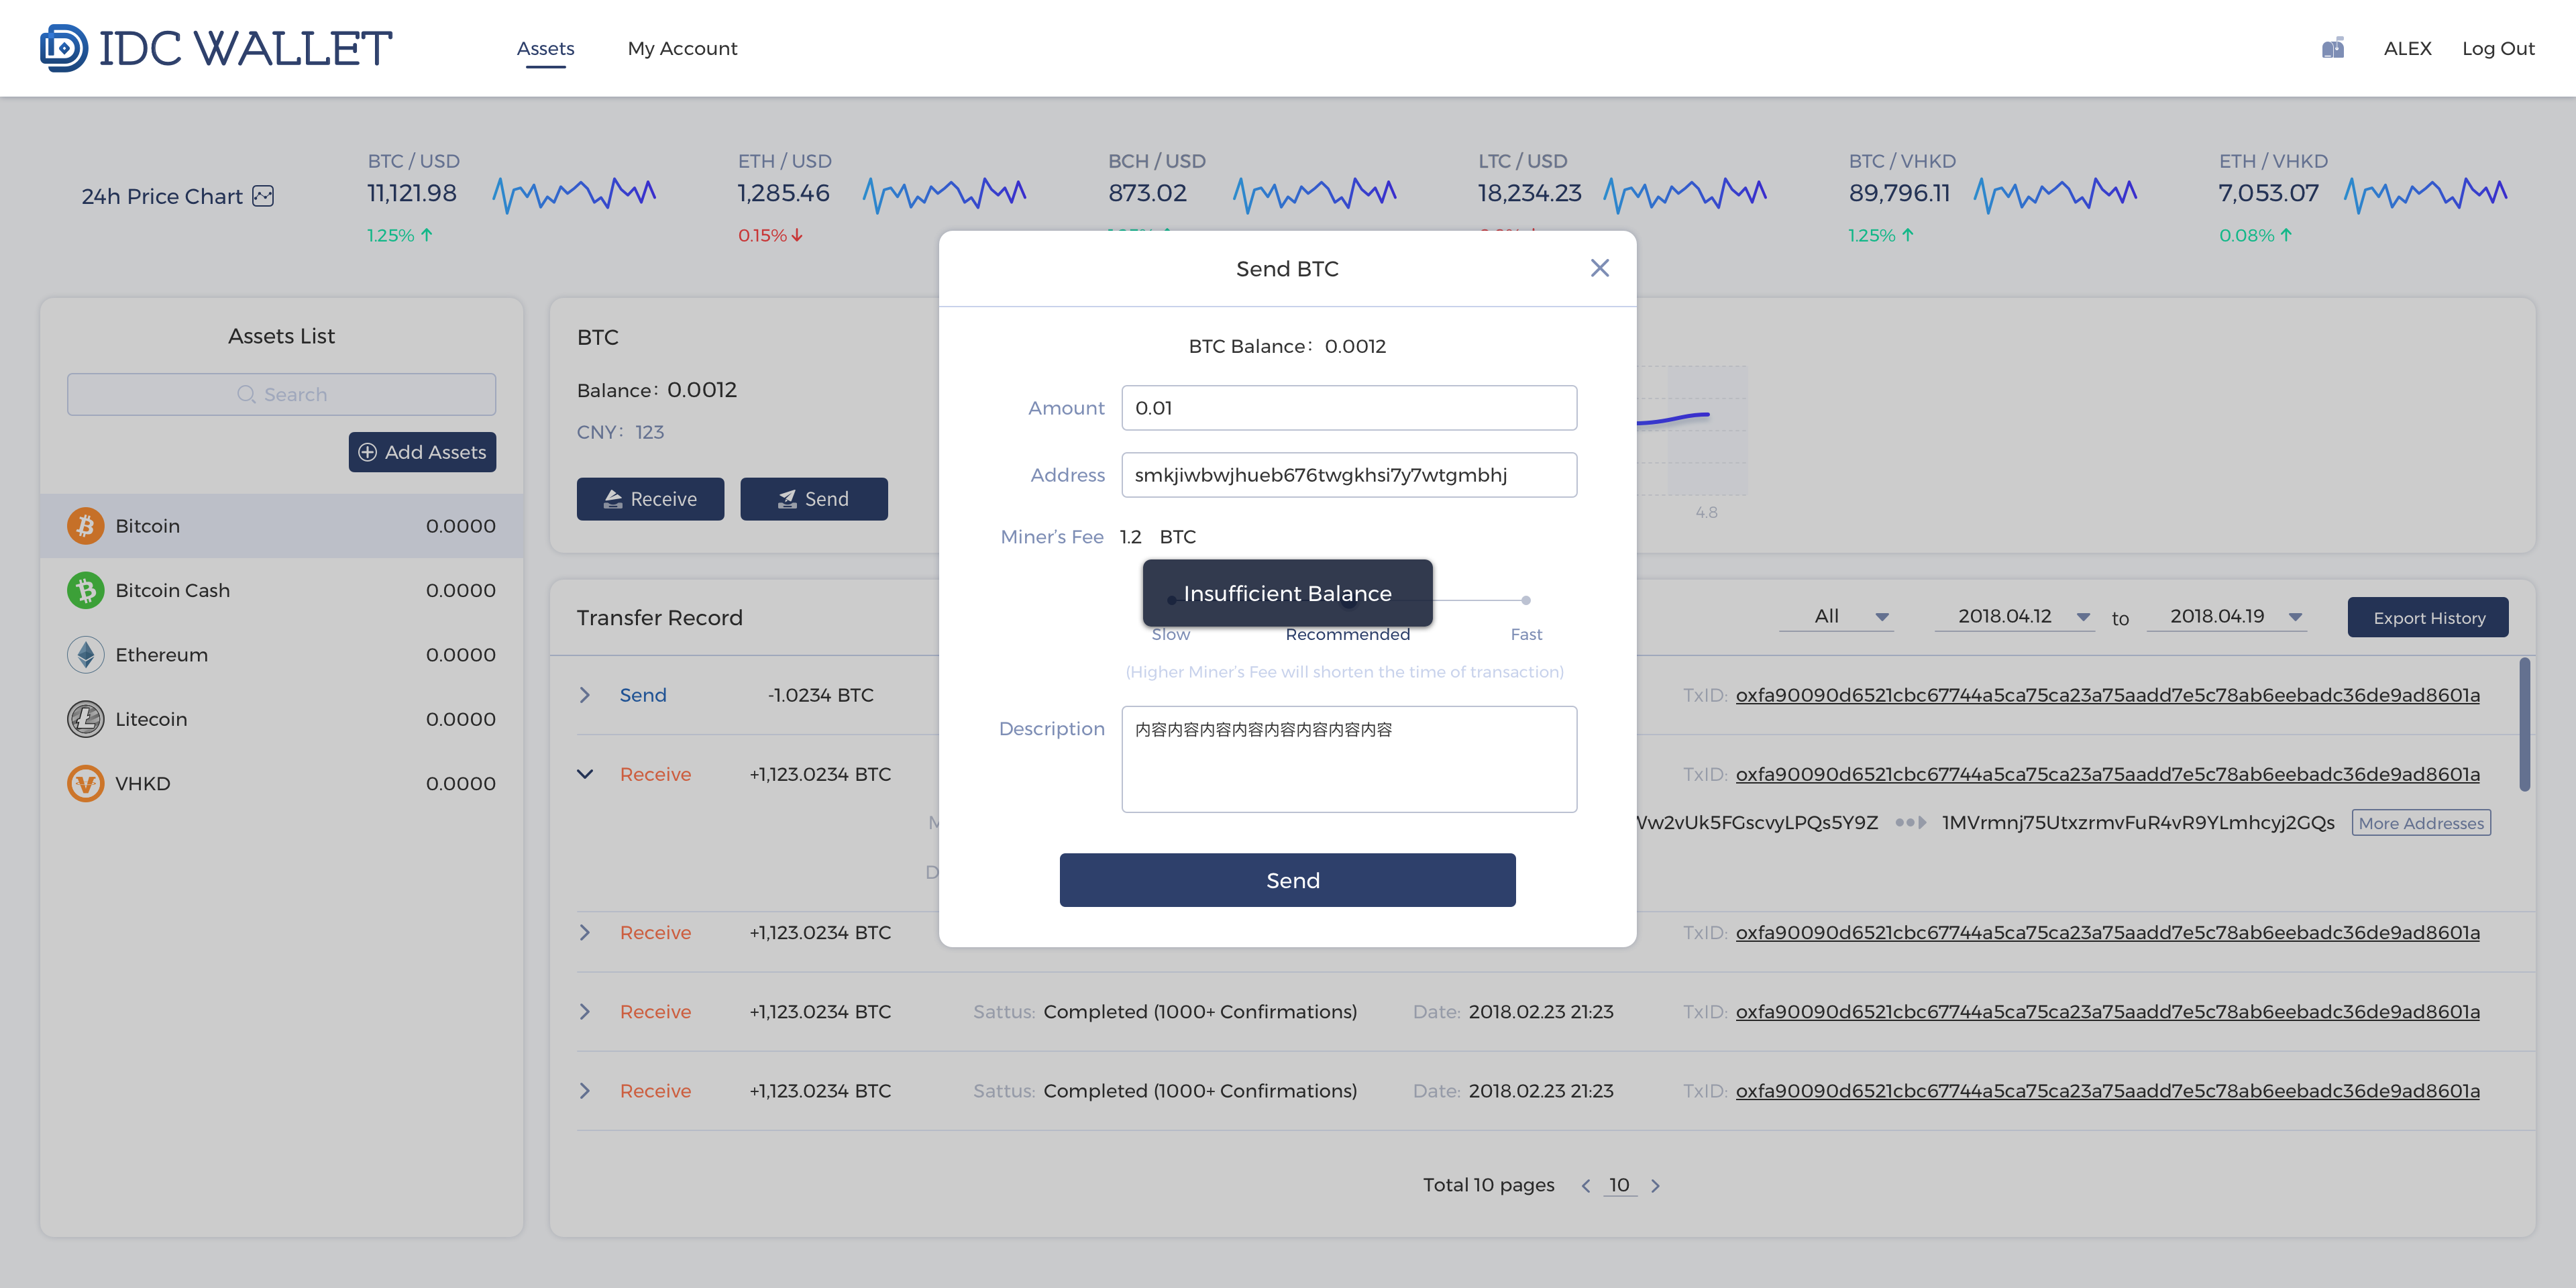 IDC WALLET
Assets
My Account
ALEX
Log Out
24h Price Chart
BTC / USD
11,121.98
1.25%
ETH / USD
1,285.46
0.15%
BCH / USD
873.02
LTC / USD
18,234.23
BTC / VHKD
89,796.11
1.25%
ETH / VHKD
7,053.07
0.08%
Assets List
Search
Add Assets
Bitcoin 0.0000
Bitcoin Cash 0.0000
Ethereum 0.0000
Litecoin 0.0000
VHKD 0.0000
BTC
Balance: 0.0012
CNY: 123
Receive
Send
4.8
Send BTC
BTC Balance: 0.0012
Amount 0.01
Address smkjiwbwjhueb676twgkhsi7y7wtgmbhj
Miner's Fee 1.2 BTC
Insufficient Balance
Slow Recommended Fast
(Higher Miner's Fee will shorten the time of transaction)
Description 内容内容内容内容内容内容内容内容
Send
Transfer Record
All 2018.04.12 to 2018.04.19 Export History
Send -1.0234 BTC TxID: oxfa90090d6521cbc67744a5ca75ca23a75aadd7e5c78ab6eebadc36de9ad8601a
Receive +1,123.0234 BTC TxID: oxfa90090d6521cbc67744a5ca75ca23a75aadd7e5c78ab6eebadc36de9ad8601a
w2vUk5FGscvyLPQs5Y9Z 1MVrmnj75UtxzrmvFuR4vR9YLmhcyj2GQs More Addresses
D
Receive +1,123.0234 BTC TxID: oxfa90090d6521cbc67744a5ca75ca23a75aadd7e5c78ab6eebadc36de9ad8601a
Receive +1,123.0234 BTC Sattus: Completed (1000+ Confirmations) Date: 2018.02.23 21:23 TxID: oxfa90090d6521cbc67744a5ca75ca23a75aadd7e5c78ab6eebadc36de9ad8601a
Receive +1,123.0234 BTC Sattus: Completed (1000+ Confirmations) Date: 2018.02.23 21:23 TxID: oxfa90090d6521cbc67744a5ca75ca23a75aadd7e5c78ab6eebadc36de9ad8601a
Total 10 pages 10